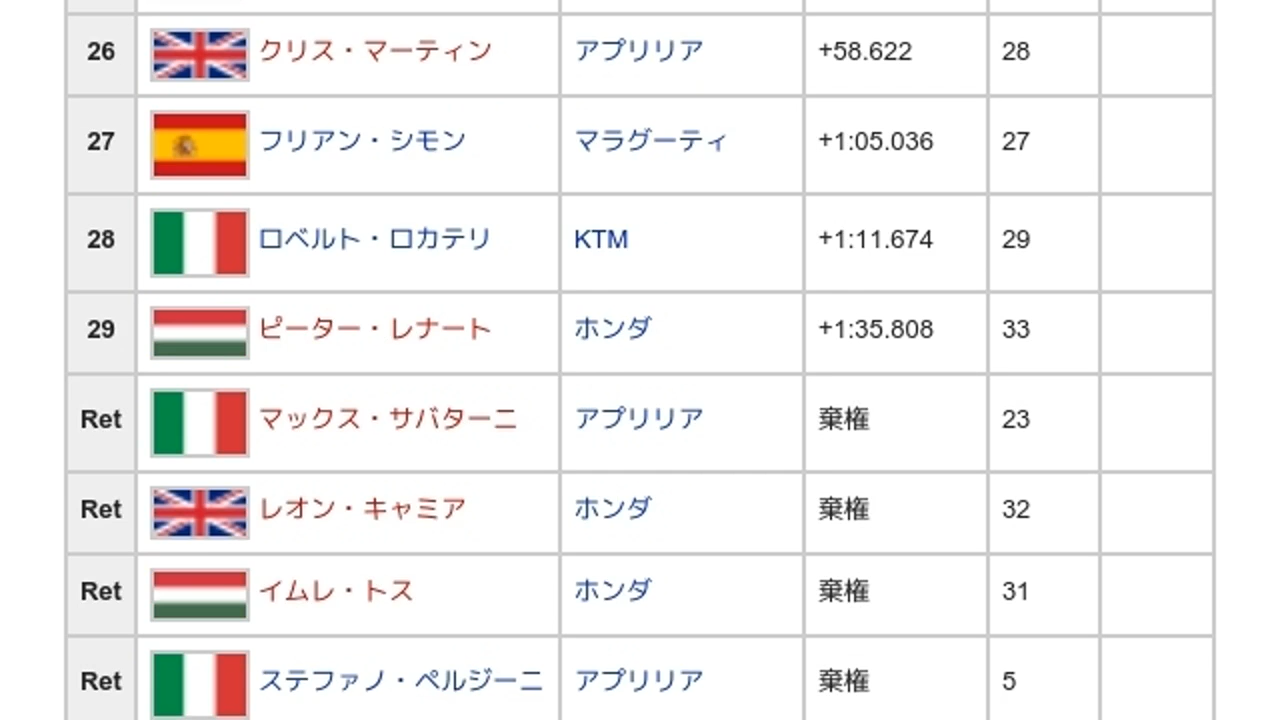 26 クリス・マーティン アプリリア +58.622 28
27 フリアン・シモン マラグーティ +1:05.036 27
28 ロベルト・ロカテリ KTM +1:11.674 29
29 ピーター・レナート ホンダ +1:35.808 33
Ret マックス・サバターニ アプリリア 棄権 23
Ret レオン・キャミア ホンダ 棄権 32
Ret イムレ・トス ホンダ 棄権 31
Ret ステファノ・ペルジーニ アプリリア 棄権 5